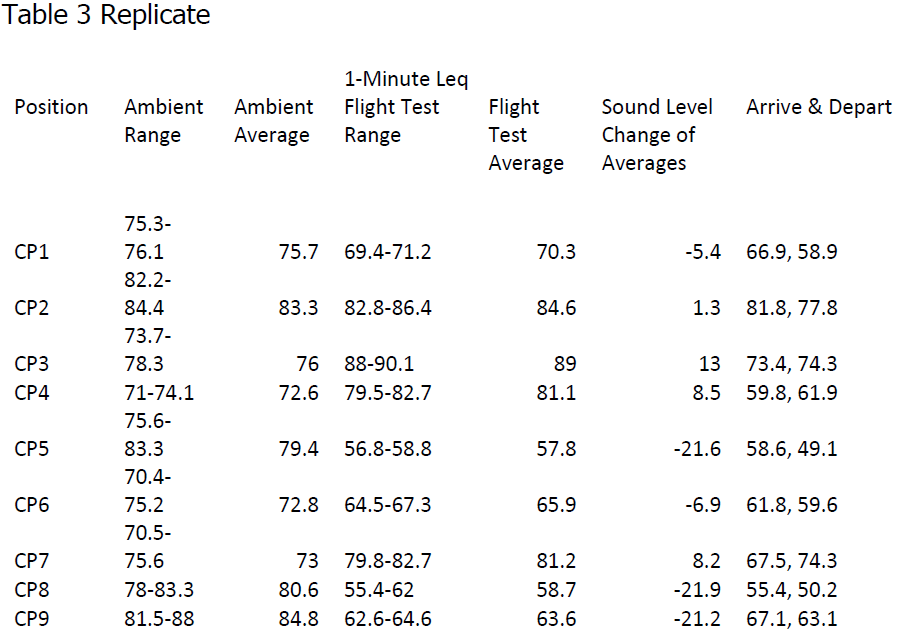 Table 3 Replicate
1-Minute Leq
Position Ambient Ambient Flight Test Flight Sound Level Arrive & Depart
Range Average Range Test Change of
Average Averages
75.3-
CP1 76.1 75.7 69.4-71.2 70.3 -5.4 66.9, 58.9
82.2-
CP2 84.4 83.3 82.8-86.4 84.6 1.3 81.8, 77.8
73.7-
CP3 78.3 76 88-90.1 89 13 73.4, 74.3
CP4 71-74.1 72.6 79.5-82.7 81.1 8.5 59.8, 61.9
75.6-
CP5 83.3 79.4 56.8-58.8 57.8 -21.6 58.6, 49.1
70.4-
CP6 75.2 72.8 64.5-67.3 65.9 -6.9 61.8, 59.6
70.5-
CP7 75.6 73 79.8-82.7 81.2 8.2 67.5, 74.3
CP8 78-83.3 80.6 55.4-62 58.7 -21.9 55.4, 50.2
CP9 81.5-88 84.8 62.6-64.6 63.6 -21.2 67.1, 63.1